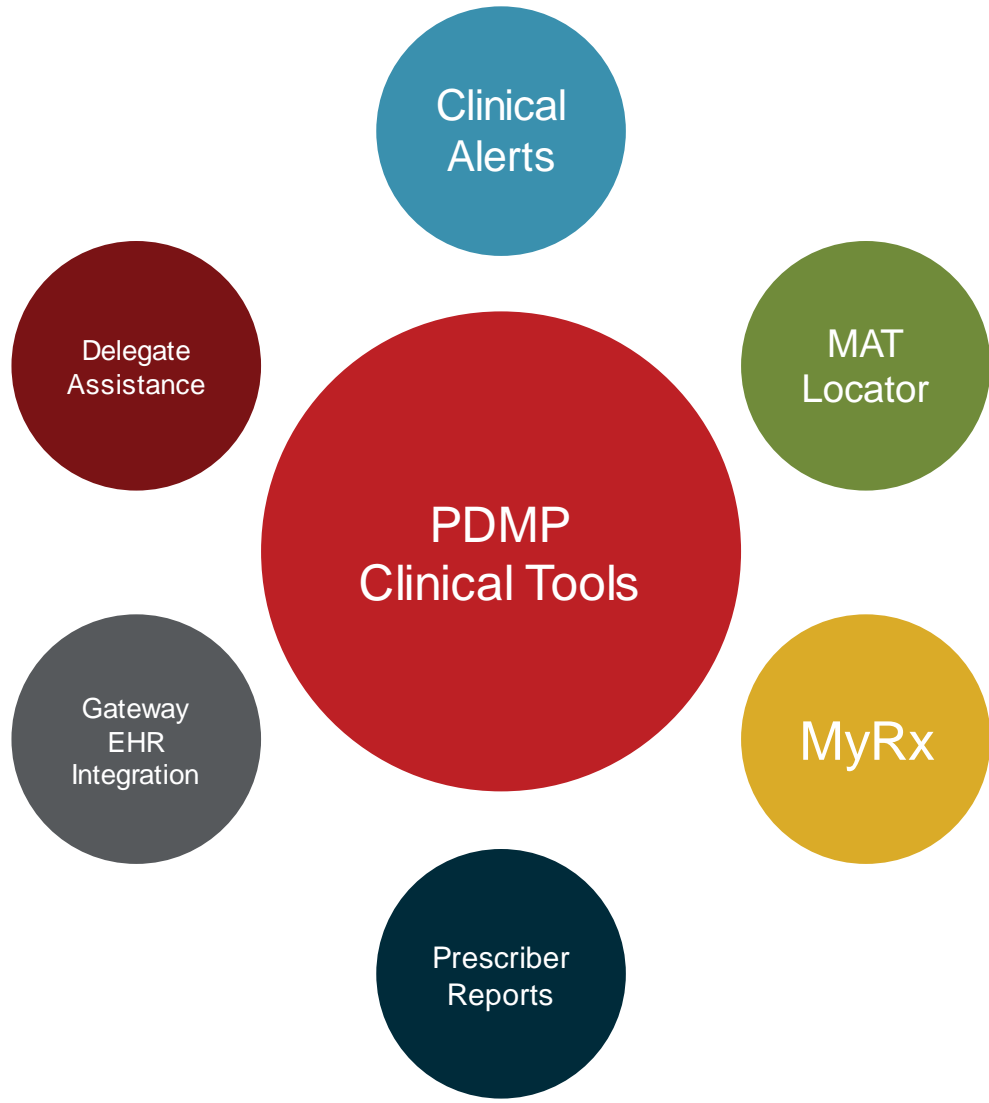 Clinical
Alerts
Delegate
Assistance
MAT
Locator
PDMP
Clinical Tools
Gateway
EHR
Integration
MyRx
Prescriber
Reports